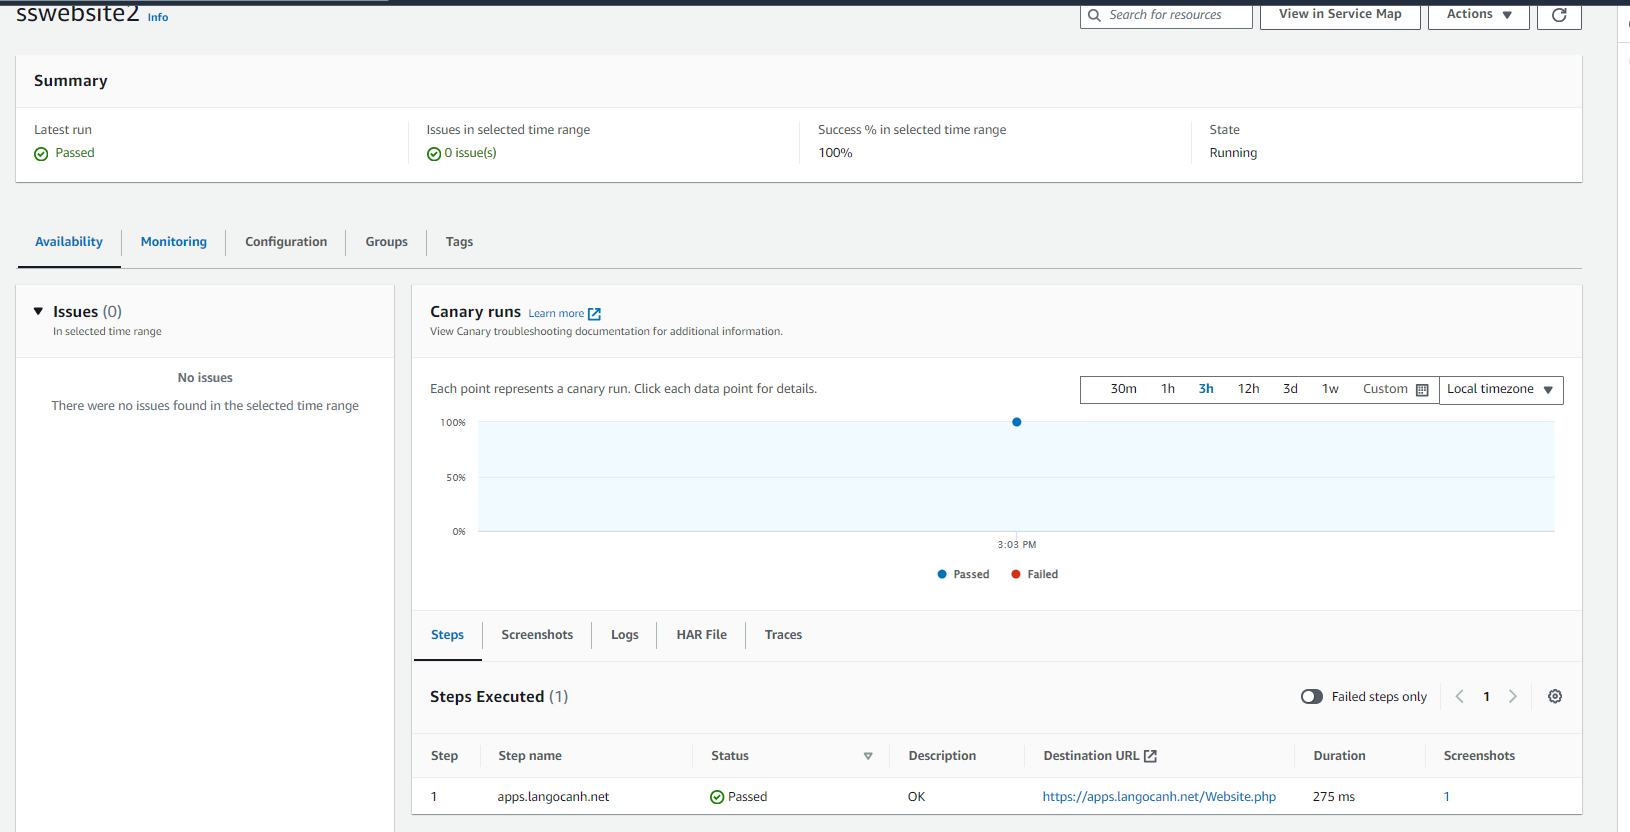 sswebsite2 Info
Search for resources
View in Service Map
Actions
Summary
Latest run
Passed
Issues in selected time range
0 issue(s)
Success % in selected time range
100%
State
Running
Availability
Monitoring
Configuration
Groups
Tags
Issues (0)
In selected time range
No issues
There were no issues found in the selected time range
Canary runs Learn more
View Canary troubleshooting documentation for additional information.
Each point represents a canary run. Click each data point for details.
30m 1h 3h 12h 3d 1w Custom
Local timezone
100%
50%
0%
3:03 PM
Passed Failed
Steps
Screenshots
Logs
HAR File
Traces
Steps Executed (1)
Failed steps only
1
Step Step name Status Description Destination URL Duration Screenshots
1 apps.langocanh.net Passed OK https://apps.langocanh.net/Website.php 275 ms 1